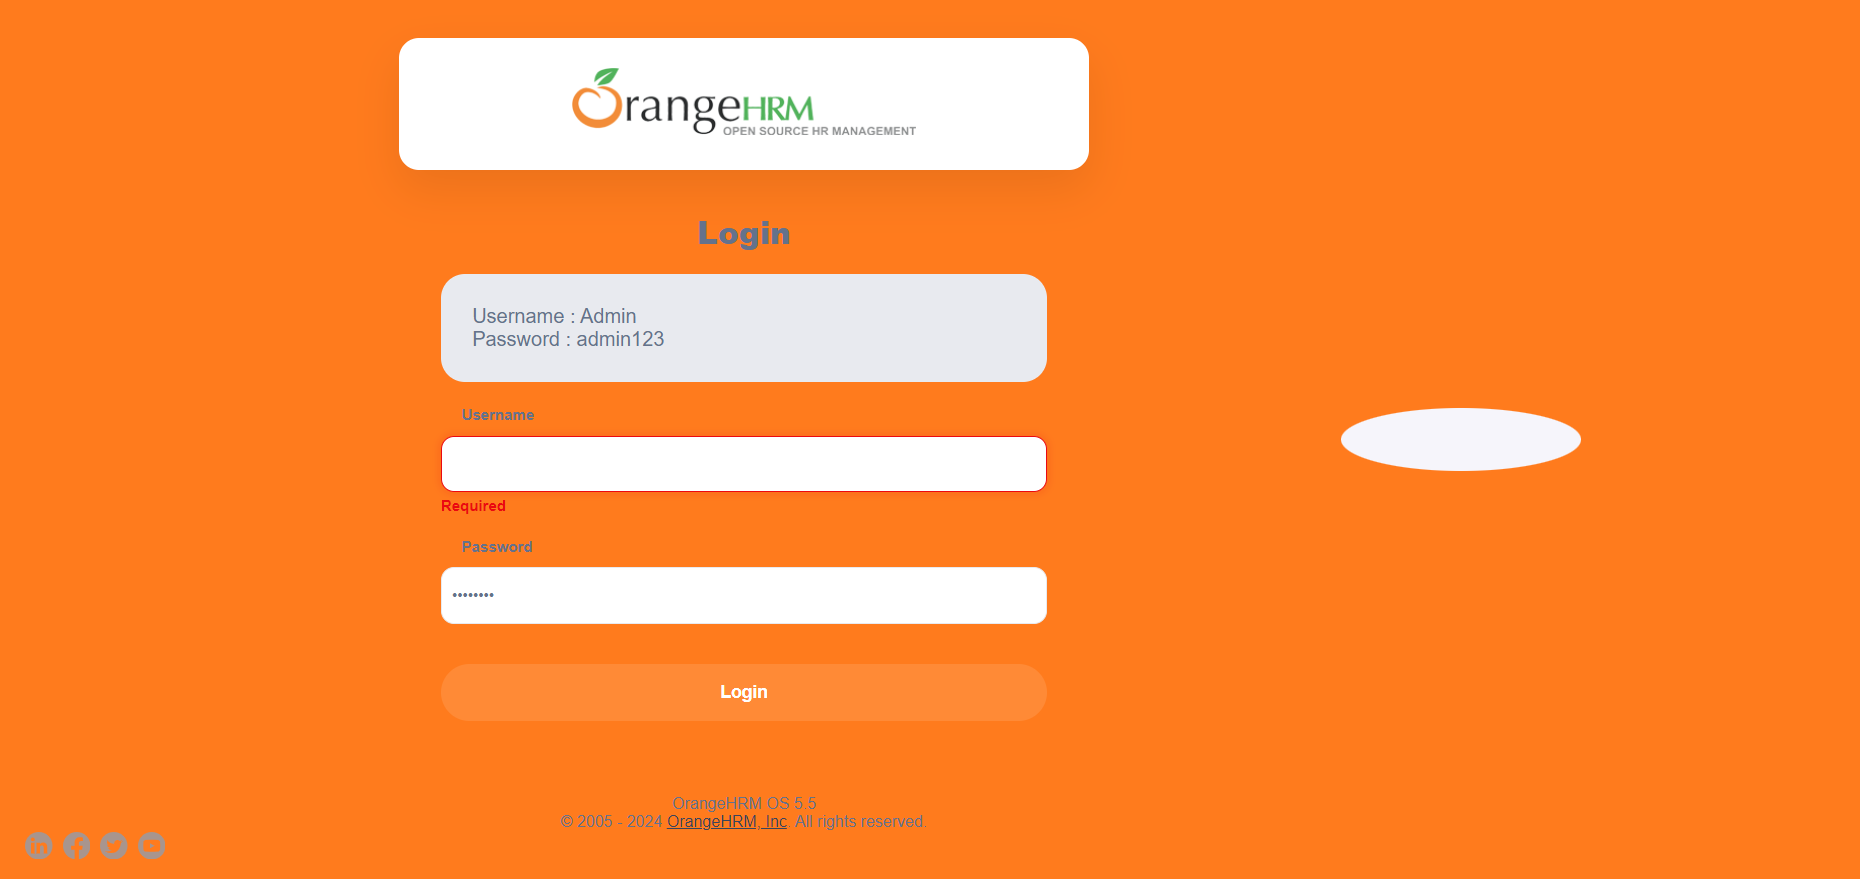 OrangeHRM
OPEN SOURCE HR MANAGEMENT
Login
Username : Admin
Password : admin123
Username
Required
Password
••••••••
Login
OrangeHRM OS 5.5
© 2005 - 2024 OrangeHRM, Inc. All rights reserved.